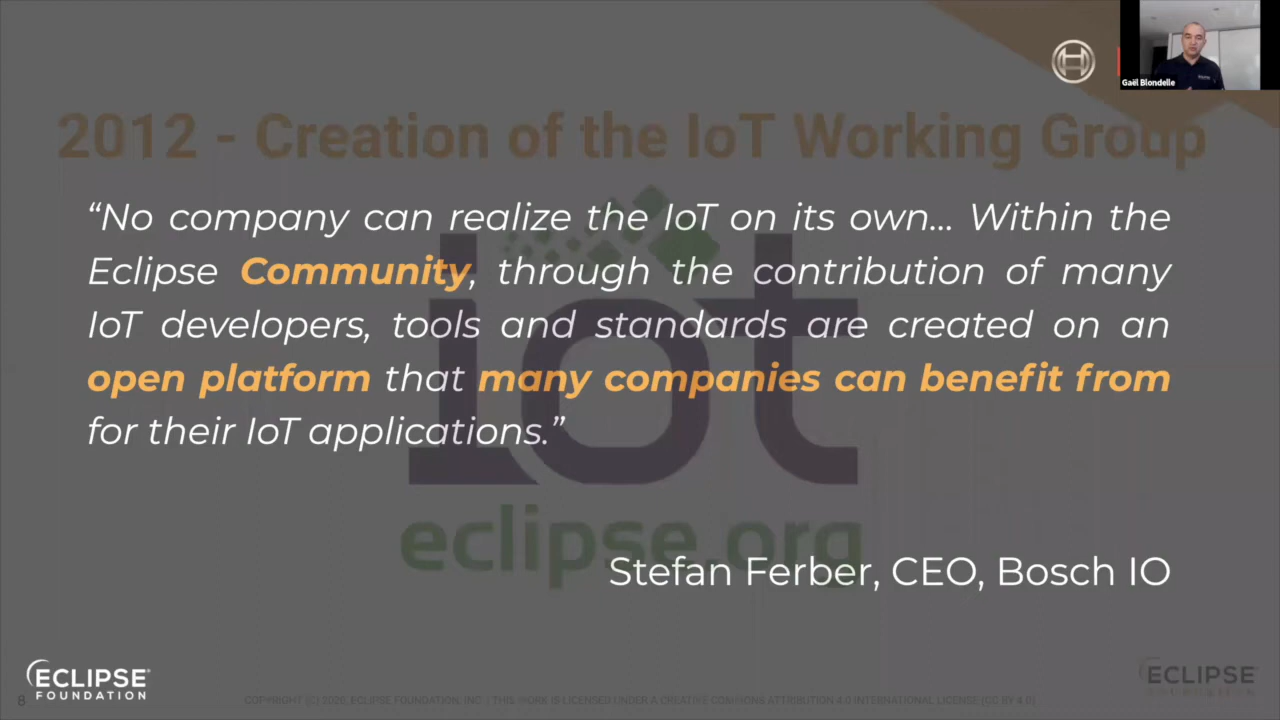 Gaël Blondelle
2012 - Creation of the IoT Working Group
“No company can realize the IoT on its own... Within the
Eclipse Community, through the contribution of many
IoT developers, tools and standards are created on an
open platform that many companies can benefit from
for their IoT applications.”
iot
eclipse.org
Stefan Ferber, CEO, Bosch IO
ECLIPSE
FOUNDATION
ECLIPSE
FOUNDATION
8
COPYRIGHT (C) 2020, ECLIPSE FOUNDATION, INC. | THIS WORK IS LICENSED UNDER A CREATIVE COMMONS ATTRIBUTION 4.0 INTERNATIONAL LICENSE (CC BY 4.0)